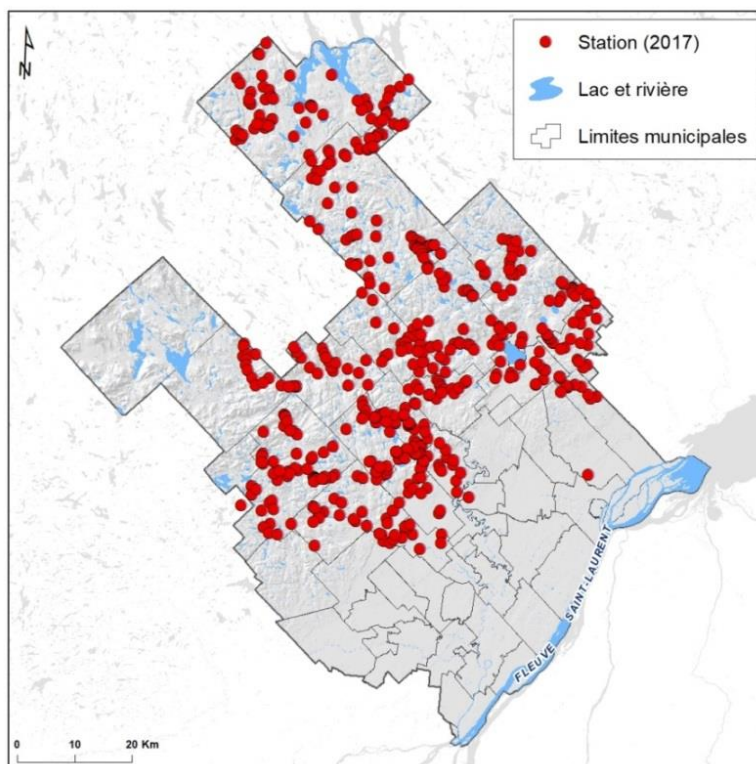 N
Station (2017)
Lac et rivière
Limites municipales
FLEUVE SAINT-LAURENT
0 10 20 Km